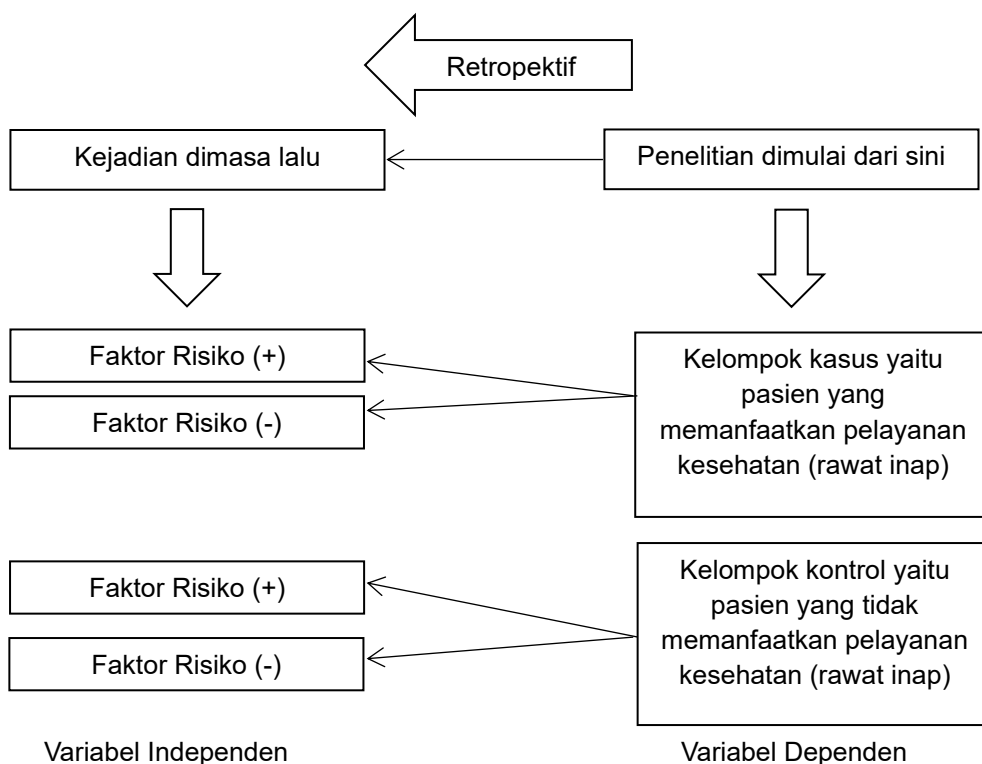 Retropektif
Kejadian dimasa lalu
Penelitian dimulai dari sini
Faktor Risiko (+)
Faktor Risiko (-)
Kelompok kasus yaitu
pasien yang
memanfaatkan pelayanan
kesehatan (rawat inap)
Faktor Risiko (+)
Faktor Risiko (-)
Kelompok kontrol yaitu
pasien yang tidak
memanfaatkan pelayanan
kesehatan (rawat inap)
Variabel Independen
Variabel Dependen